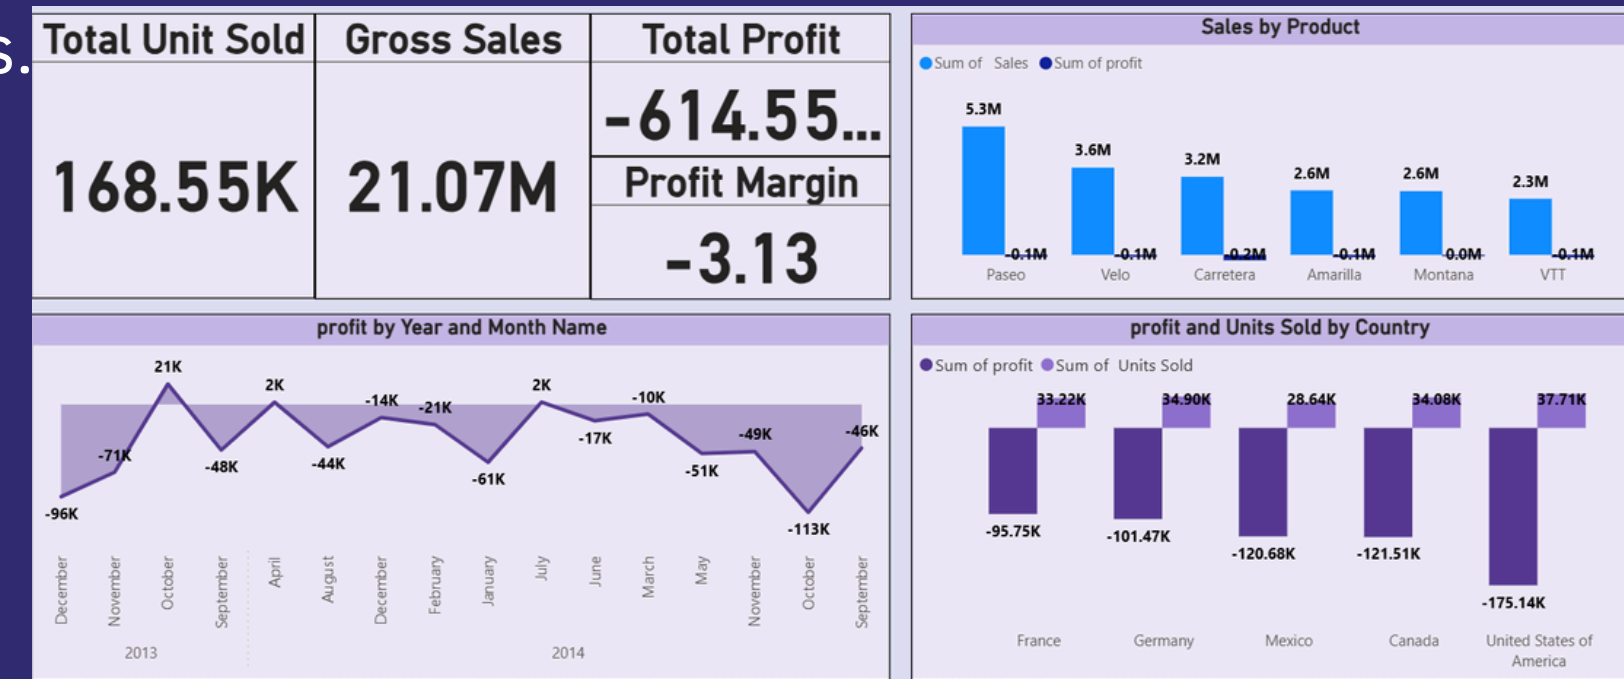 s.
Total Unit Sold
168.55K
Gross Sales
21.07M
Total Profit
-614.55...
Profit Margin
-3.13
Sales by Product
Sum of Sales Sum of profit
5.3M 3.6M 3.2M 2.6M 2.6M 2.3M
-0.1M -0.1M -0.2M -0.1M 0.0M -0.1M
Paseo Velo Carretera Amarilla Montana VTT
profit by Year and Month Name
-96K -71K 21K -48K 2K -44K -14K -21K -61K 2K -17K -10K -51K -49K -113K -46K
December November October September April August December February January July June March May November October September
2013 2014
profit and Units Sold by Country
Sum of profit Sum of Units Sold
33.22K 34.90K 28.64K 34.08K 37.71K
-95.75K -101.47K -120.68K -121.51K -175.14K
France Germany Mexico Canada United States of
America